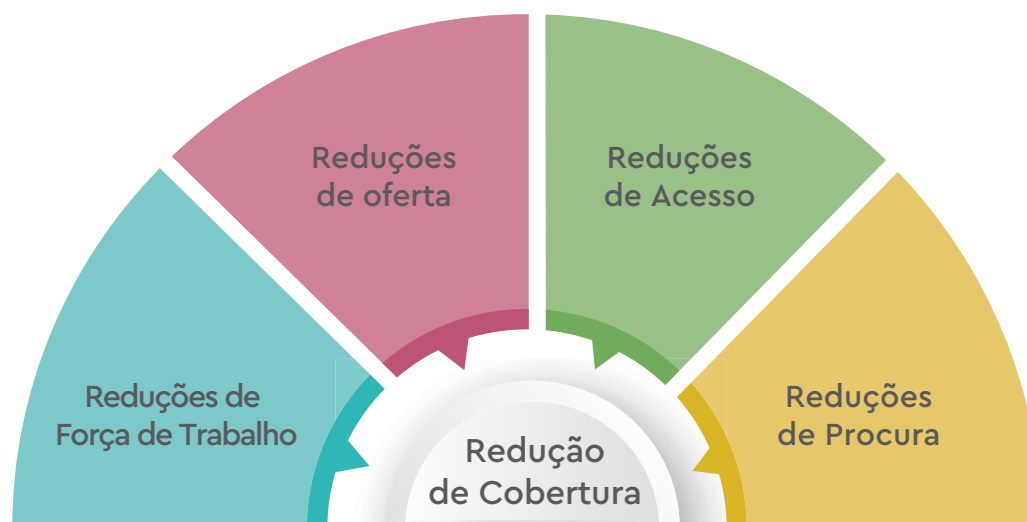 Reduções
de oferta
Reduções
de Acesso
Reduções de
Força de Trabalho
Reduções
de Procura
Redução
de Cobertura